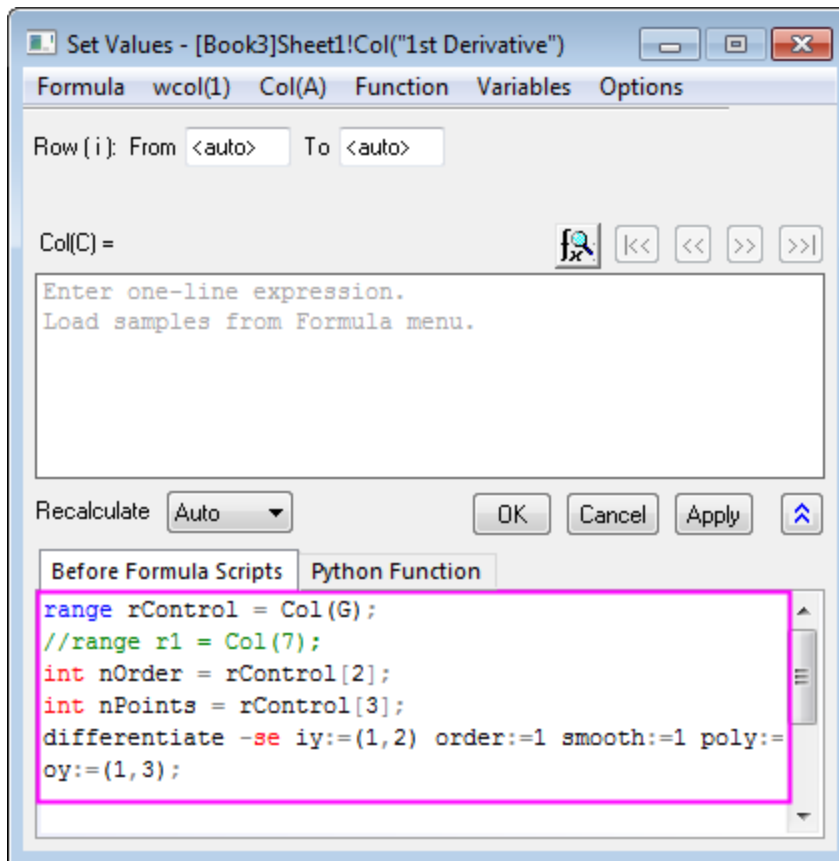 Set Values - [Book3]Sheet1!Col("1st Derivative")
Formula wcol(1) Col(A) Function Variables Options
Row ( i ): From <auto> To <auto>
Col(C) = |<< << >> >>|
Enter one-line expression.
Load samples from Formula menu.
Recalculate Auto OK Cancel Apply
Before Formula Scripts Python Function
range rControl = Col(G);
//range r1 = Col(7);
int nOrder = rControl[2];
int nPoints = rControl[3];
differentiate -se iy:=(1,2) order:=1 smooth:=1 poly:=
oy:=(1,3);